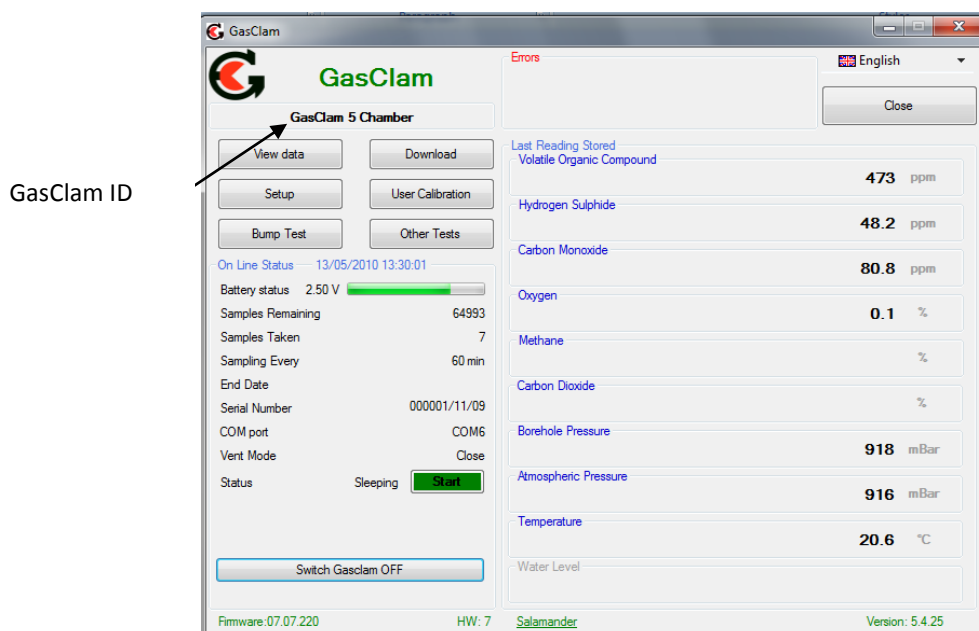 GasClam
GasClam
GasClam 5 Chamber
GasClam ID
View data
Download
Setup
User Calibration
Bump Test
Other Tests
On Line Status 13/05/2010 13:30:01
Battery status 2.50 V
Samples Remaining 64993
Samples Taken 7
Sampling Every 60 min
End Date
Serial Number 000001/11/09
COM port COM6
Vent Mode Close
Status Sleeping Start
Switch Gasclam OFF
Errors
English
Close
Last Reading Stored
Volatile Organic Compound
473 ppm
Hydrogen Sulphide
48.2 ppm
Carbon Monoxide
80.8 ppm
Oxygen
0.1 %
Methane
%
Carbon Dioxide
%
Borehole Pressure
918 mBar
Atmospheric Pressure
916 mBar
Temperature
20.6 °C
Water Level
Firmware:07.07.220 HW: 7 Salamander Version: 5.4.25